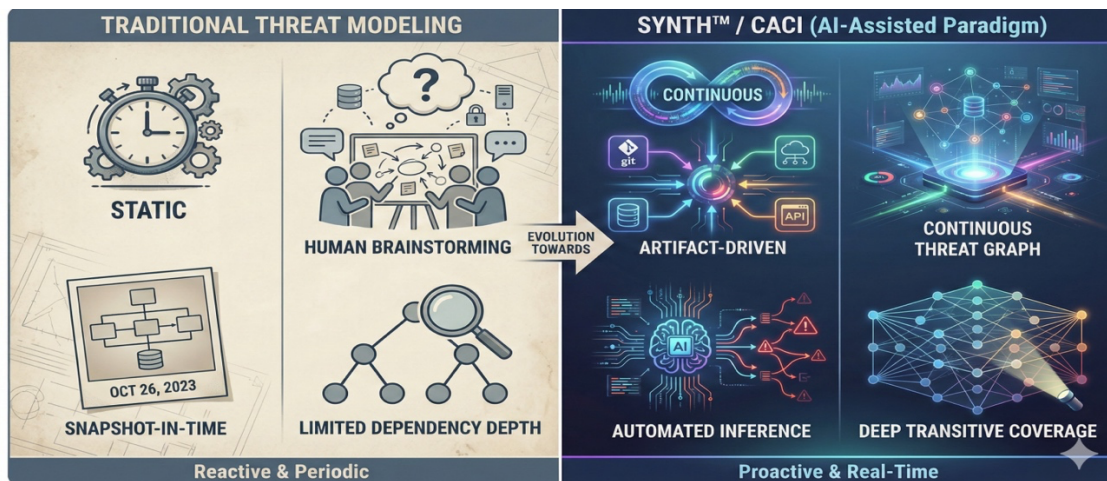 TRADITIONAL THREAT MODELING
STATIC
?
HUMAN BRAINSTORMING
OCT 26, 2023
SNAPSHOT-IN-TIME
LIMITED DEPENDENCY DEPTH
Reactive & Periodic
EVOLUTION
TOWARDS
SYNTH™ / CACI (AI-Assisted Paradigm)
CONTINUOUS
git
API
ARTIFACT-DRIVEN
CONTINUOUS
THREAT GRAPH
AI
AUTOMATED INFERENCE
DEEP TRANSITIVE COVERAGE
Proactive & Real-Time